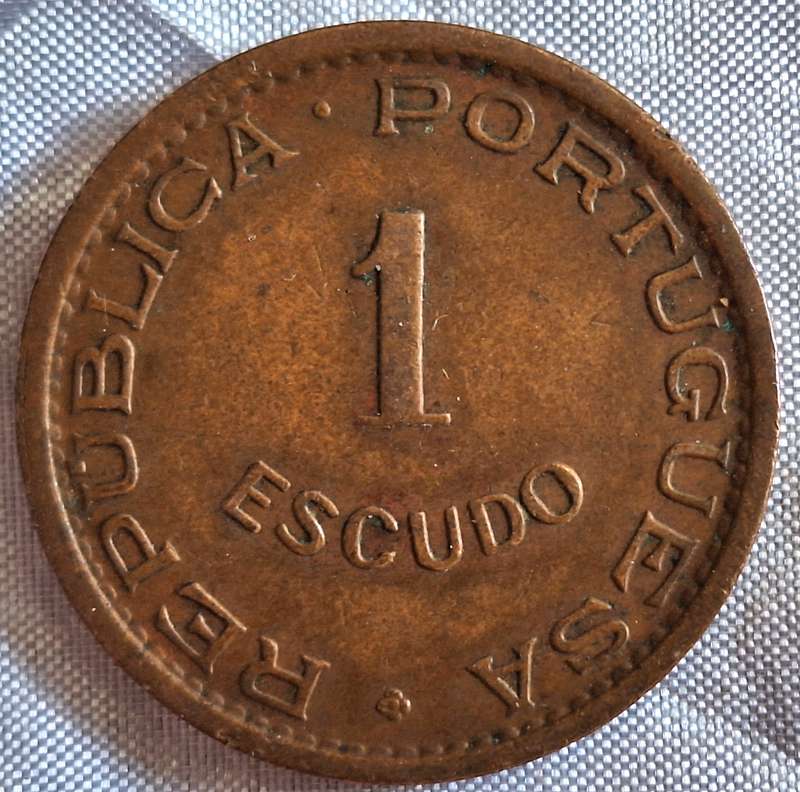 REPUBLICA · PORTUGUESA
1
ESCUDO